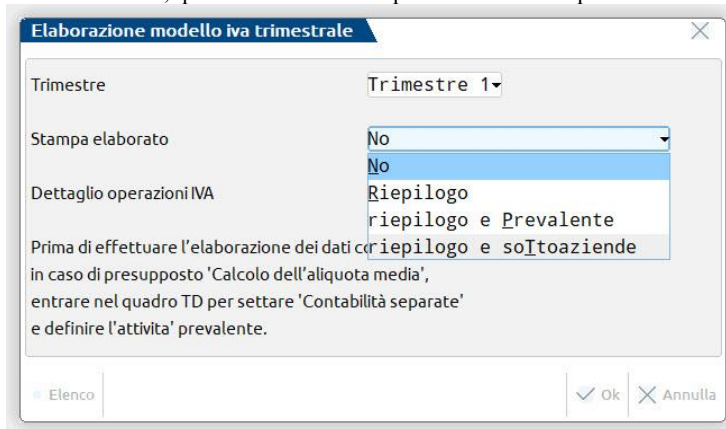 Elaborazione modello iva trimestrale
Trimestre Trimestre 1
Stampa elaborato No
No
Dettaglio operazioni IVA Riepilogo
riepilogo e Prevalente
Prima di effettuare l'elaborazione dei dati riepilogo e soTtoaziende
in caso di presupposto 'Calcolo dell'aliquota media',
entrare nel quadro TD per settare 'Contabilità separate'
e definire l'attivita' prevalente.
Elenco Ok Annulla